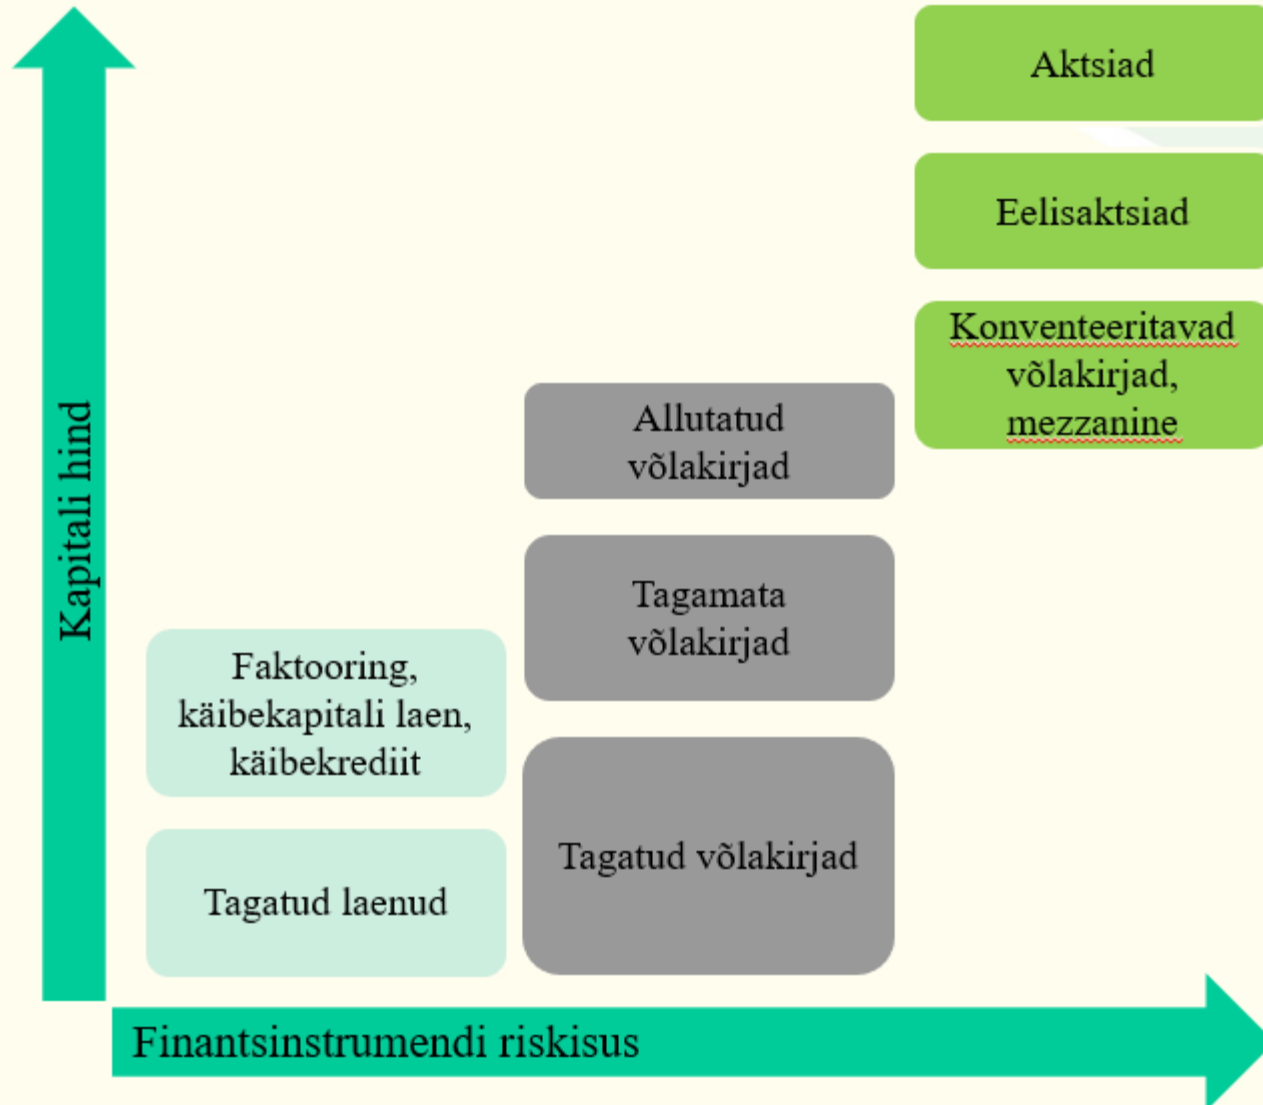 Aktsiad
Eelisaktsiad
Konventeeritavad
võlakirjad,
mezzanine
Allutatud
võlakirjad
Tagamata
võlakirjad
Tagatud võlakirjad
Faktooring,
käibekapitali laen,
käibekrediit
Tagatud laenud
Kapitali hind
Finantsinstrumendi riskisus